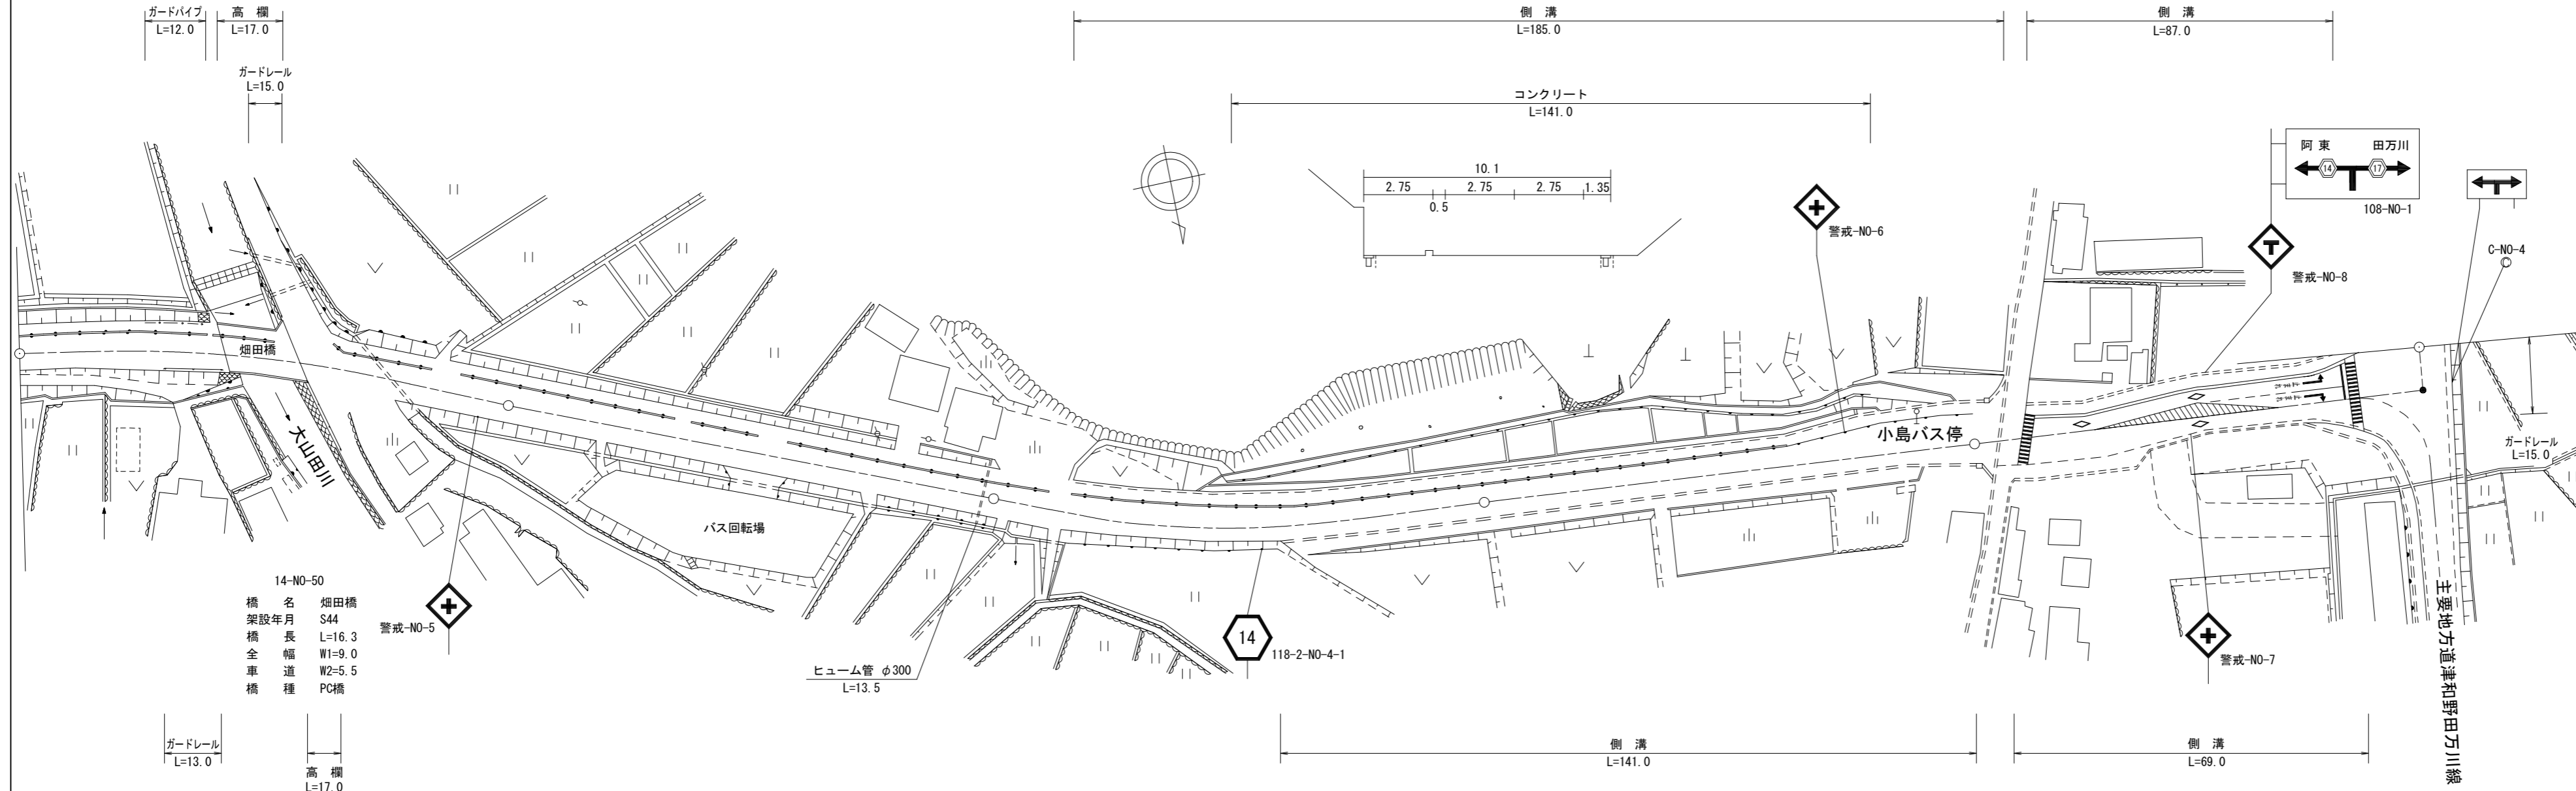 ガードパイプ
L=12.0
高 欄
L=17.0
ガードレール
L=15.0
側 溝
L=185.0
側 溝
L=87.0
コンクリート
L=141.0
10.1
2.75 2.75 2.75 1.35
0.5
阿 東 田万川
14 17
108-NO-1
警戒-NO-6
警戒-NO-8
C-NO-4
畑田橋
大山田川
バス回転場
小島バス停
ガードレール
L=15.0
14-NO-50
橋 名 畑田橋
架設年月 S44
橋 長 L=16.3
全 幅 W1=9.0
車 道 W2=5.5
橋 種 PC橋
警戒-NO-5
ヒューム管 φ300
L=13.5
14
118-2-NO-4-1
警戒-NO-7
主要地方道津和野田万川線
ガードレール
L=13.0
高 欄
L=17.0
側 溝
L=141.0
側 溝
L=69.0